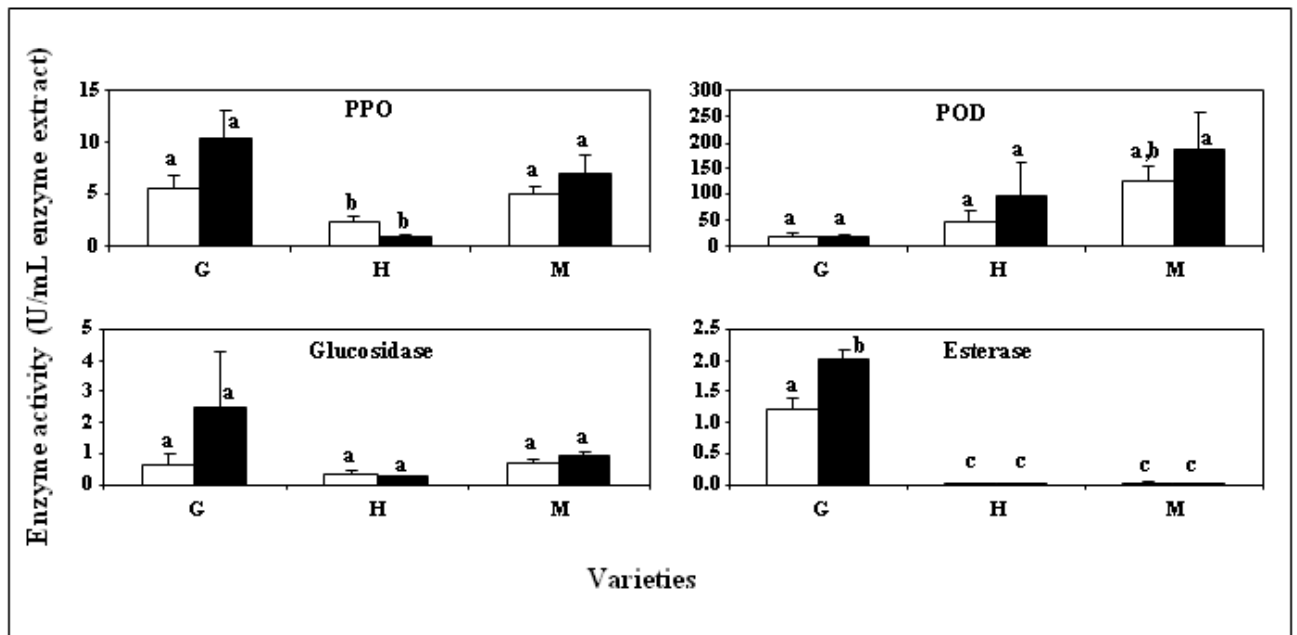 Enzyme activity (U/mL enzyme extract)
PPO
15
10
5
0
a
a
b
b
a
a
G
H
M
POD
300
250
200
150
100
50
0
a
a
a
a
a,b
a
G
H
M
Glucosidase
5
4
3
2
1
0
a
a
a
a
a
a
G
H
M
Esterase
2.5
2.0
1.5
1.0
0.5
0.0
a
b
c
c
c
c
G
H
M
Varieties